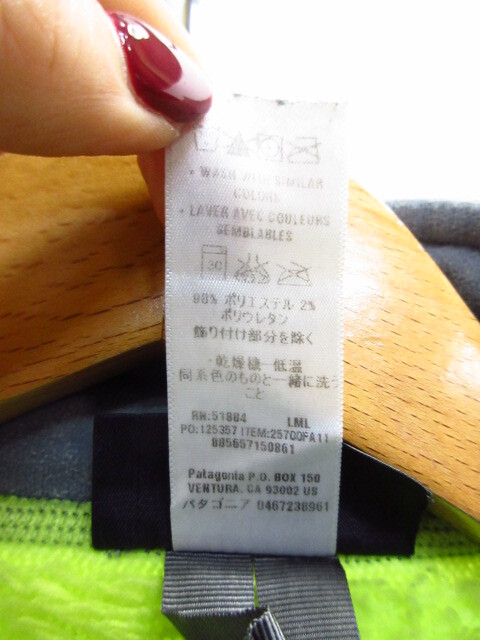 • WASH WITH SIMILAR
COLORS
• LAVER AVEC COULEURS
SEMBLABLES
30
98% ポリエステル・2%
ポリウレタン
飾り付け部分を除く
・乾燥機－低温
同系色のものと一緒に洗う
こと
RN:51884 LML
PO:125357 ITEM:25700FA11
885657150861
Patagonia P.O. BOX 150
VENTURA, CA 93002 US
パタゴニア 0467238961